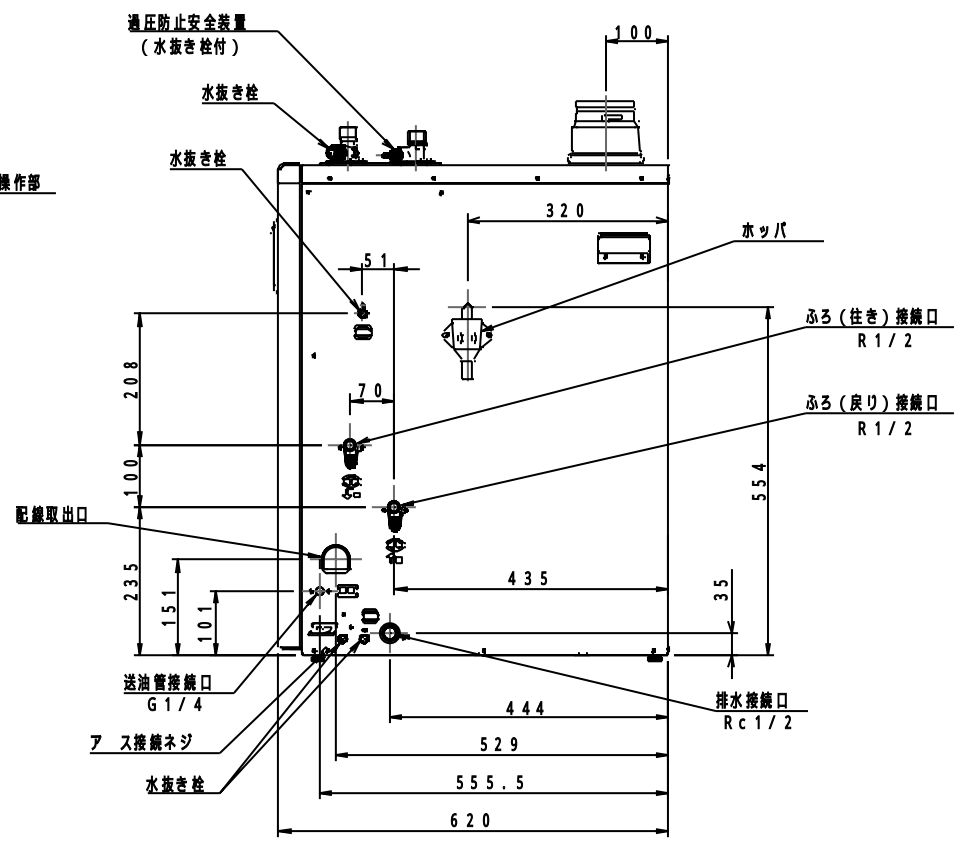 過圧防止安全装置
(水抜き栓付)
100
水抜き栓
水抜き栓
操作部
320
ホッパ
51
ふろ(往き)接続口
R1/2
208
70
ふろ(戻り)接続口
R1/2
100
554
配線取出口
235
151
101
435
35
送油管接続口
G1/4
444
排水接続口
Rc1/2
アース接続ネジ
529
水抜き栓
555.5
620